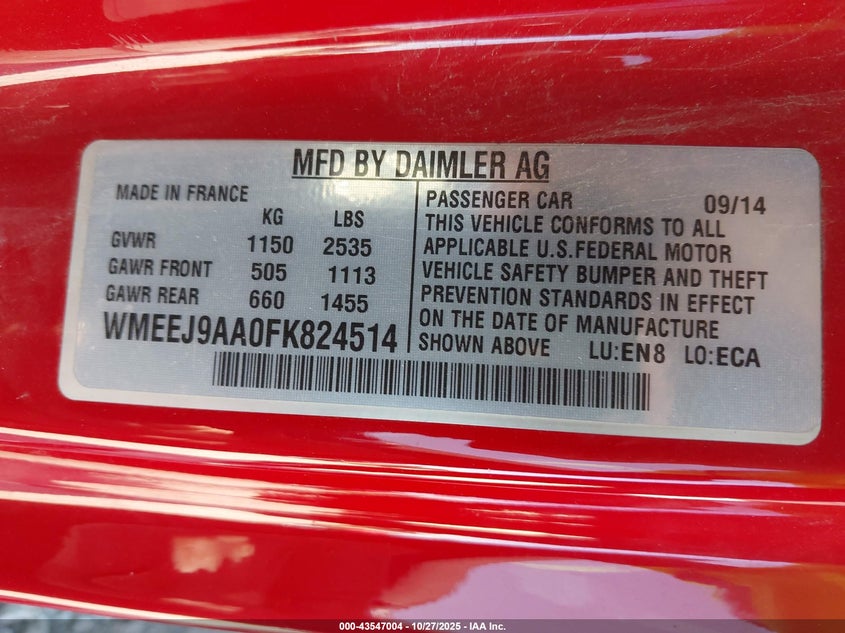 MFD BY DAIMLER AG
MADE IN FRANCE
KG LBS
GVWR 1150 2535
GAWR FRONT 505 1113
GAWR REAR 660 1455
WMEEJ9AA0FK824514
PASSENGER CAR 09/14
THIS VEHICLE CONFORMS TO ALL
APPLICABLE U.S.FEDERAL MOTOR
VEHICLE SAFETY BUMPER AND THEFT
PREVENTION STANDARDS IN EFFECT
ON THE DATE OF MANUFACTURE
SHOWN ABOVE LU:EN8 LO:ECA
000-43547004 - 10/27/2025 - IAA Inc.